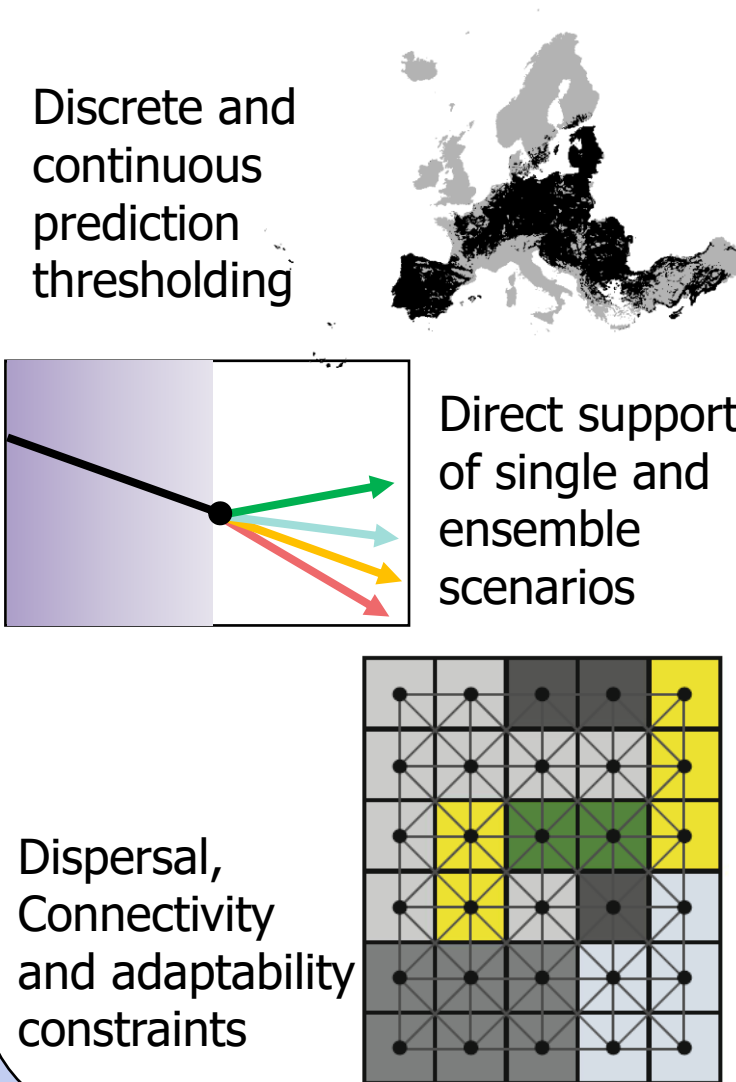 Discrete and
continuous
prediction
thresholding
Direct support
of single and
ensemble
scenarios
Dispersal,
Connectivity
and adaptability
constraints